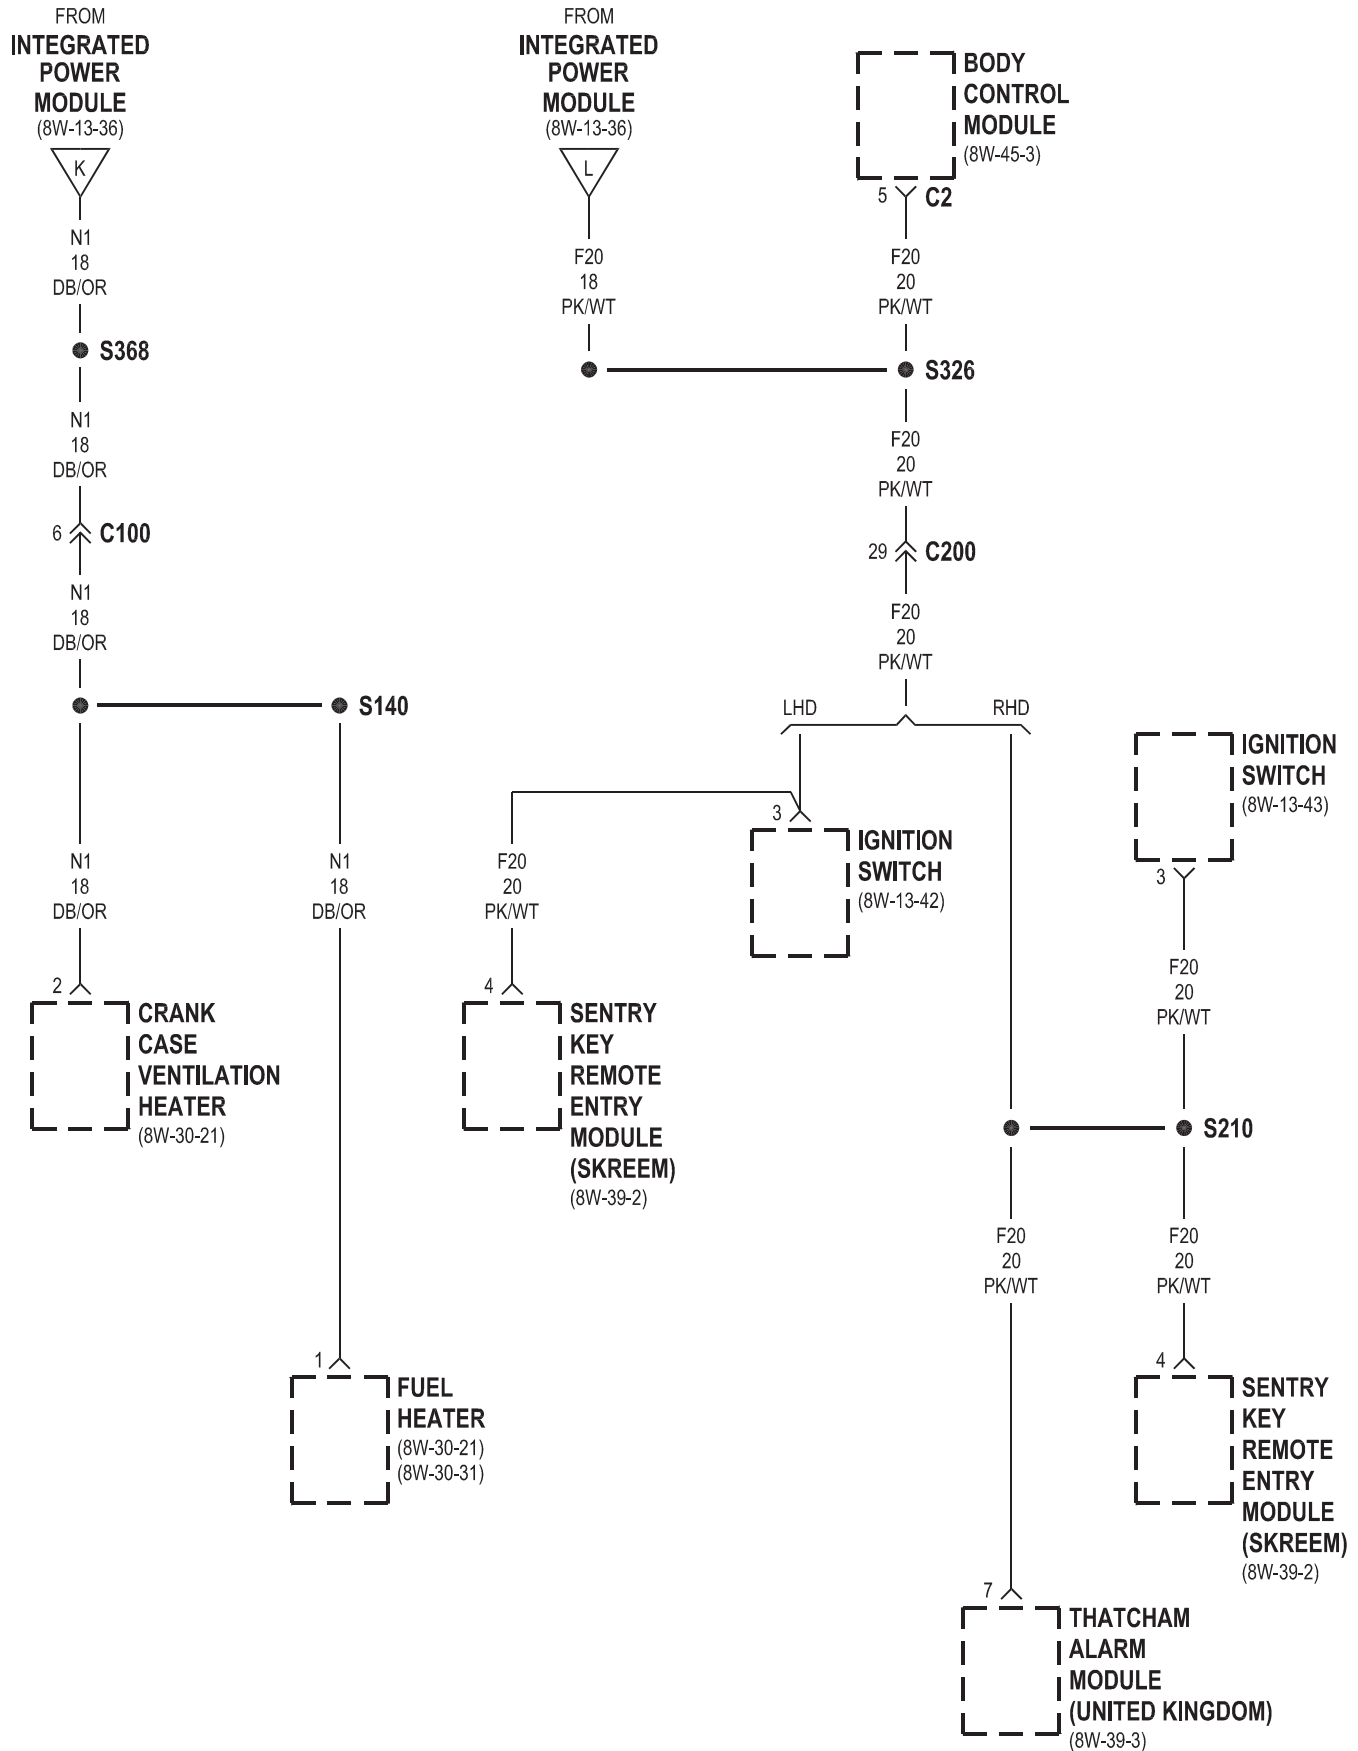 FROM
INTEGRATED
POWER
MODULE
(8W-13-36)
K
N1
18
DB/OR
S368
N1
18
DB/OR
6
C100
N1
18
DB/OR
S140
N1
18
DB/OR
2
CRANK
CASE
VENTILATION
HEATER
(8W-30-21)
N1
18
DB/OR
1
FUEL
HEATER
(8W-30-21)
(8W-30-31)
FROM
INTEGRATED
POWER
MODULE
(8W-13-36)
L
F20
18
PK/WT
BODY
CONTROL
MODULE
(8W-45-3)
5
C2
F20
20
PK/WT
S326
F20
20
PK/WT
29
C200
F20
20
PK/WT
LHD
RHD
3
IGNITION
SWITCH
(8W-13-42)
F20
20
PK/WT
4
SENTRY
KEY
REMOTE
ENTRY
MODULE
(SKREEM)
(8W-39-2)
IGNITION
SWITCH
(8W-13-43)
3
F20
20
PK/WT
S210
F20
20
PK/WT
7
THATCHAM
ALARM
MODULE
(UNITED KINGDOM)
(8W-39-3)
F20
20
PK/WT
4
SENTRY
KEY
REMOTE
ENTRY
MODULE
(SKREEM)
(8W-39-2)